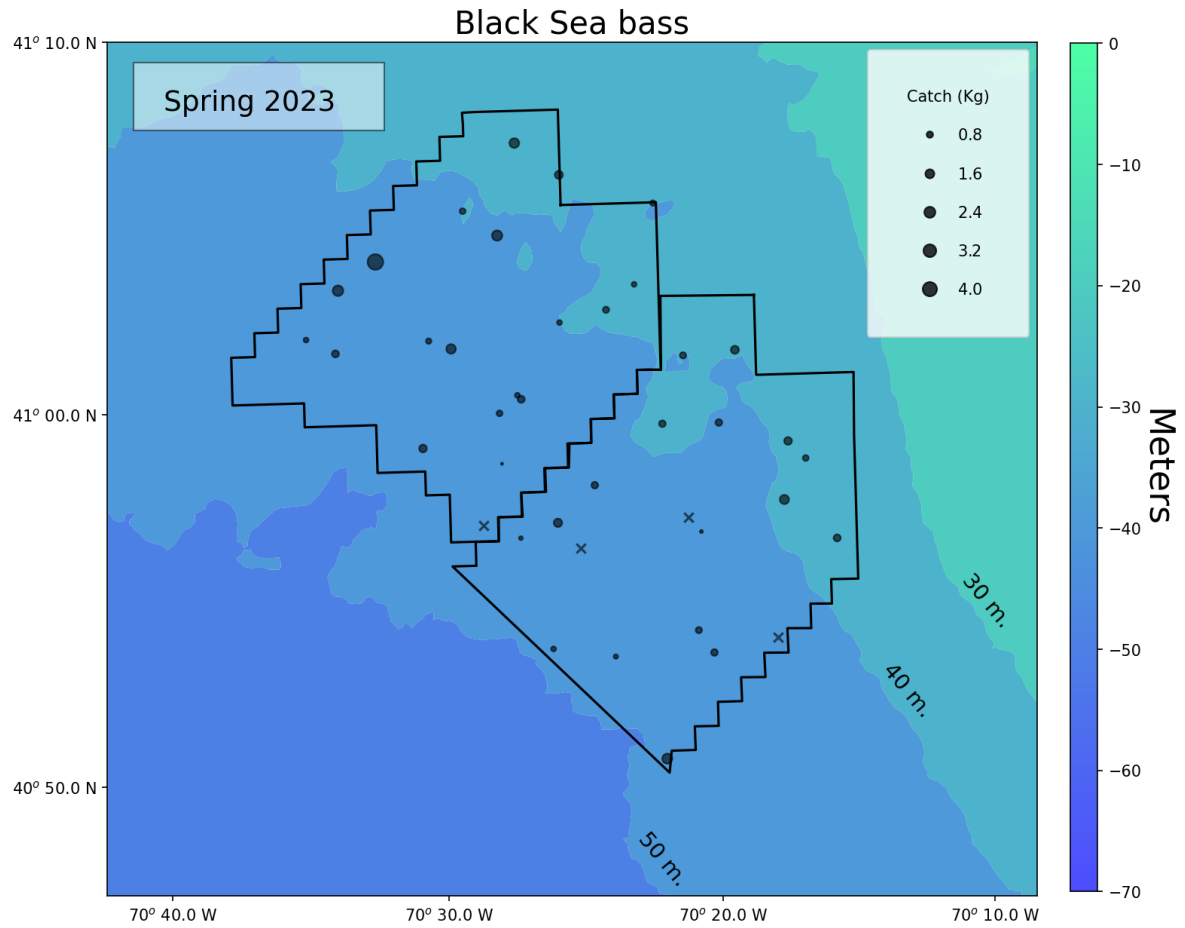 Black Sea bass
41° 10.0 N
Spring 2023
Catch (Kg)
0.8
1.6
2.4
3.2
4.0
41° 00.0 N
40° 50.0 N
30 m.
40 m.
50 m.
70° 40.0 W
70° 30.0 W
70° 20.0 W
70° 10.0 W
0
−10
−20
−30
−40
−50
−60
−70
Meters